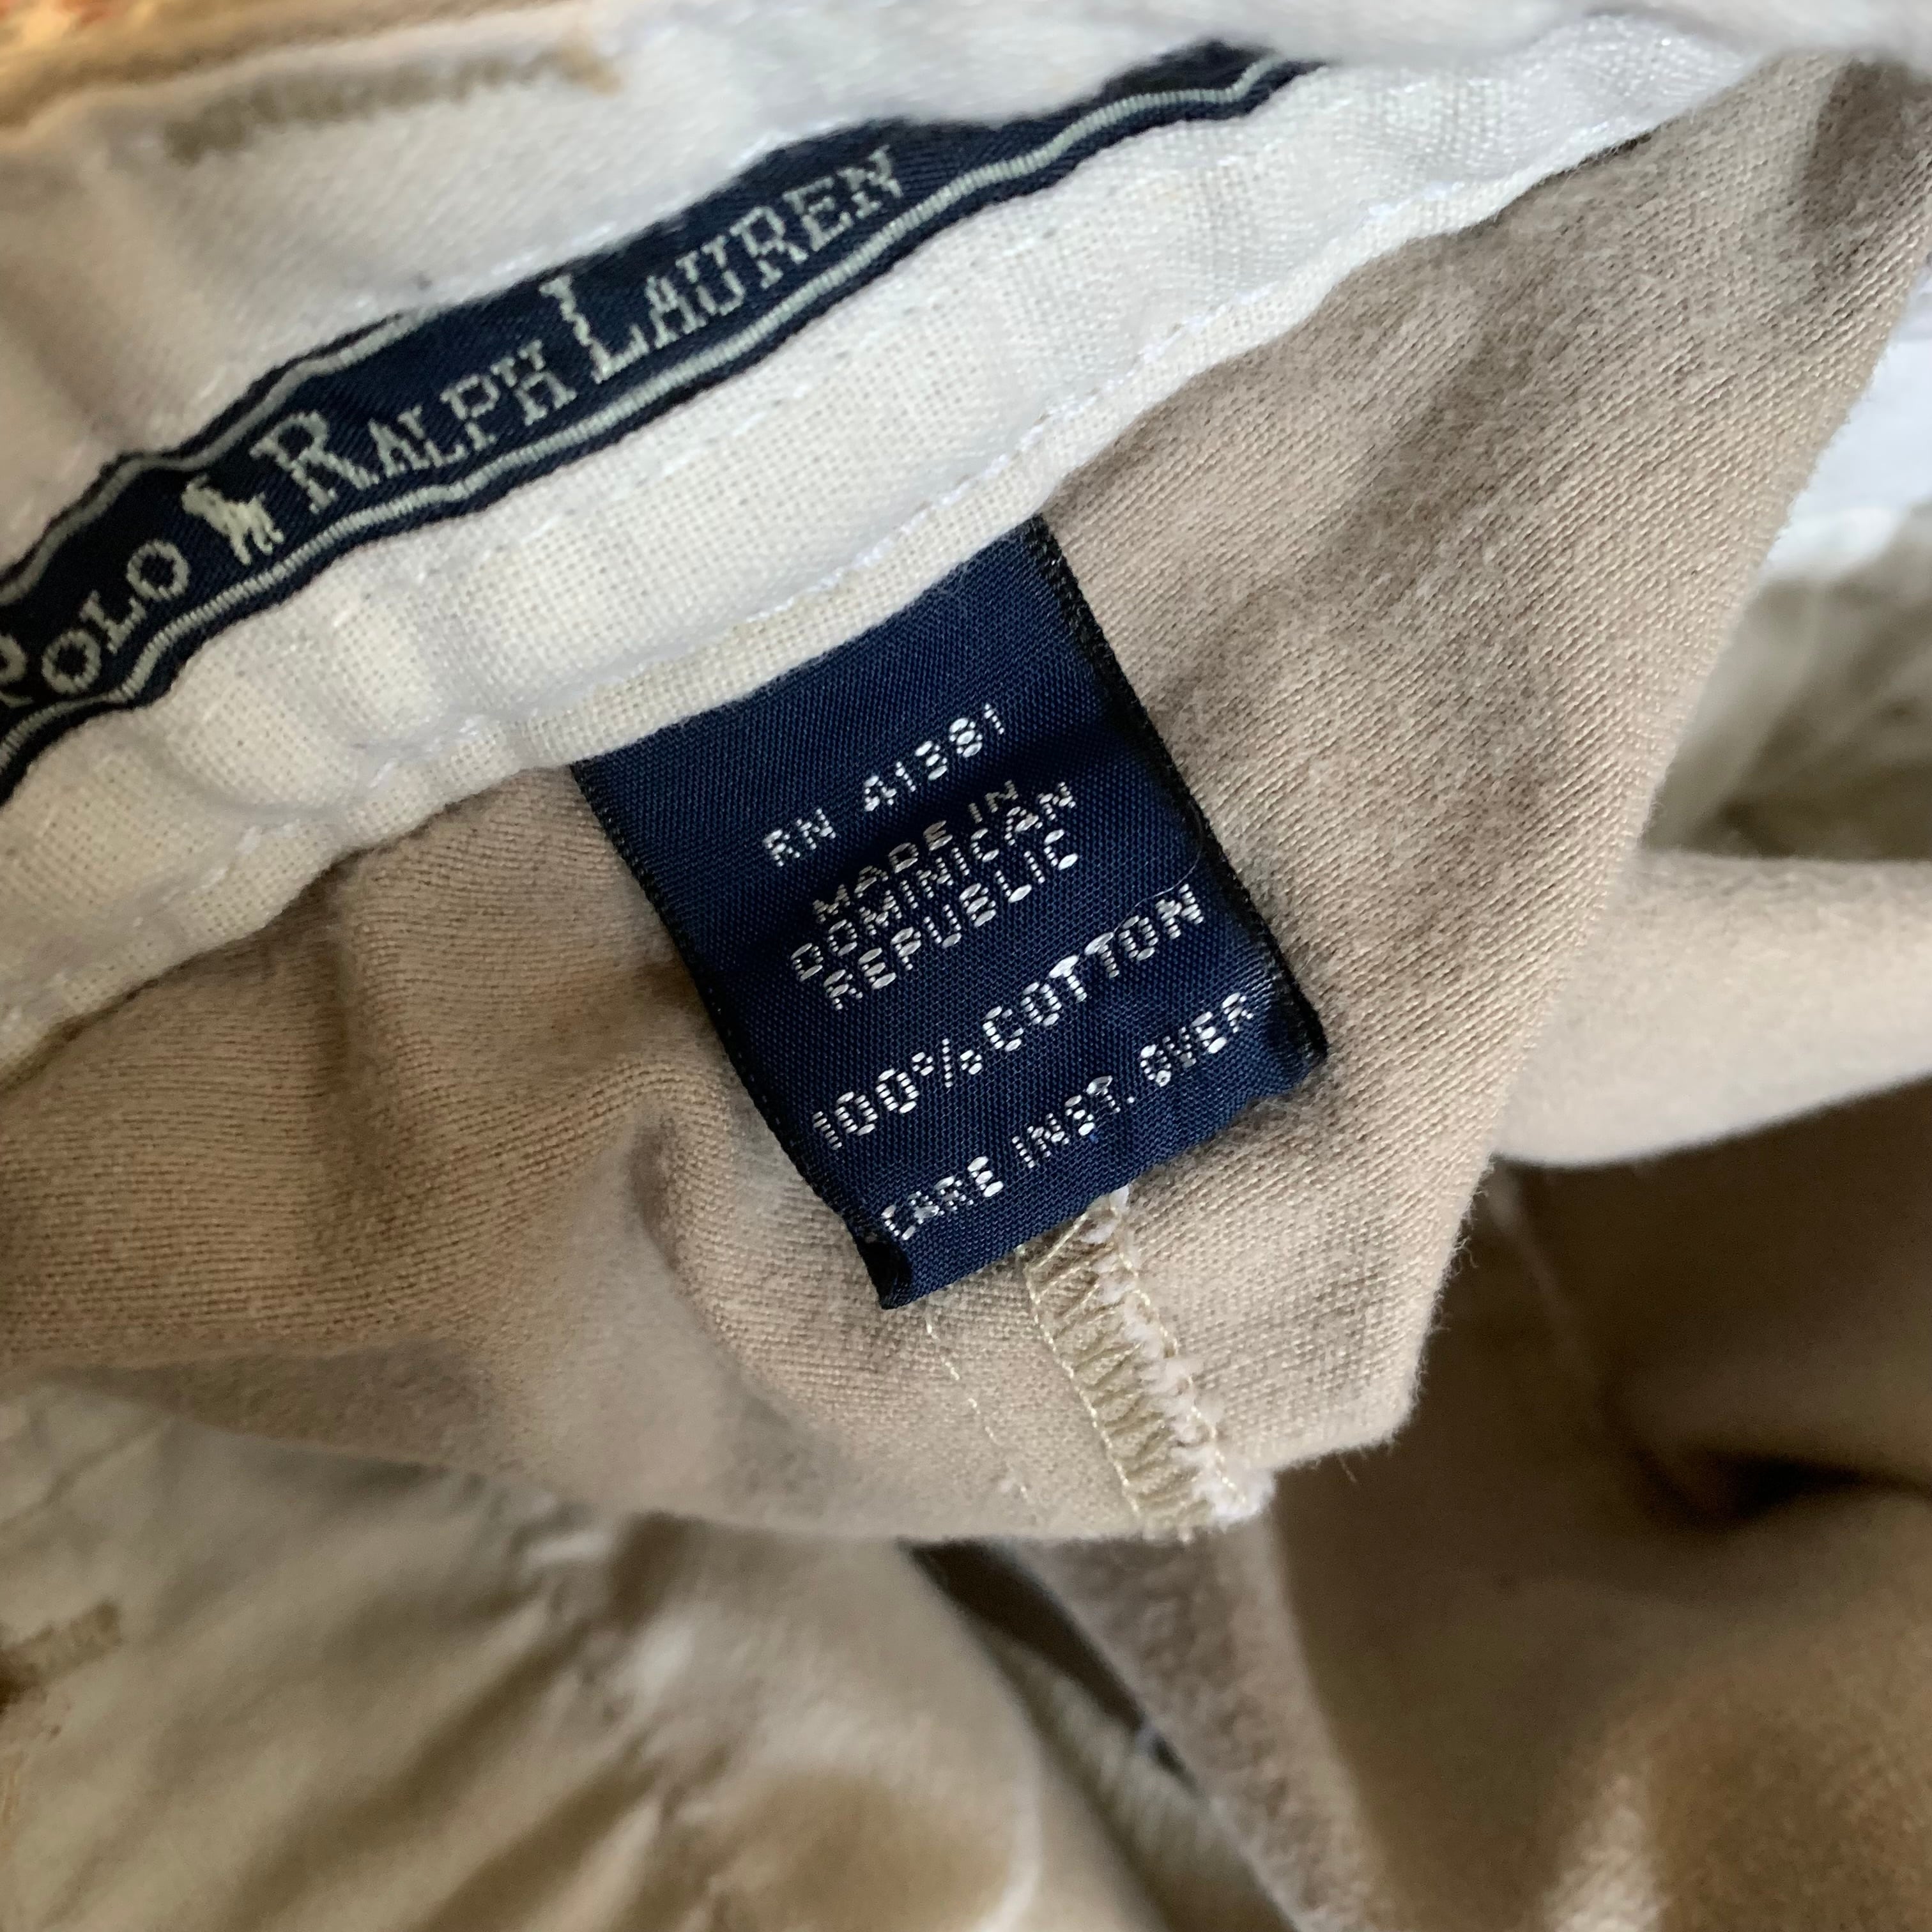 POLO RALPH LAUREN
RN 41381
MADE IN
DOMINICAN
REPUBLIC
100% COTTON
CARE INST. OVER